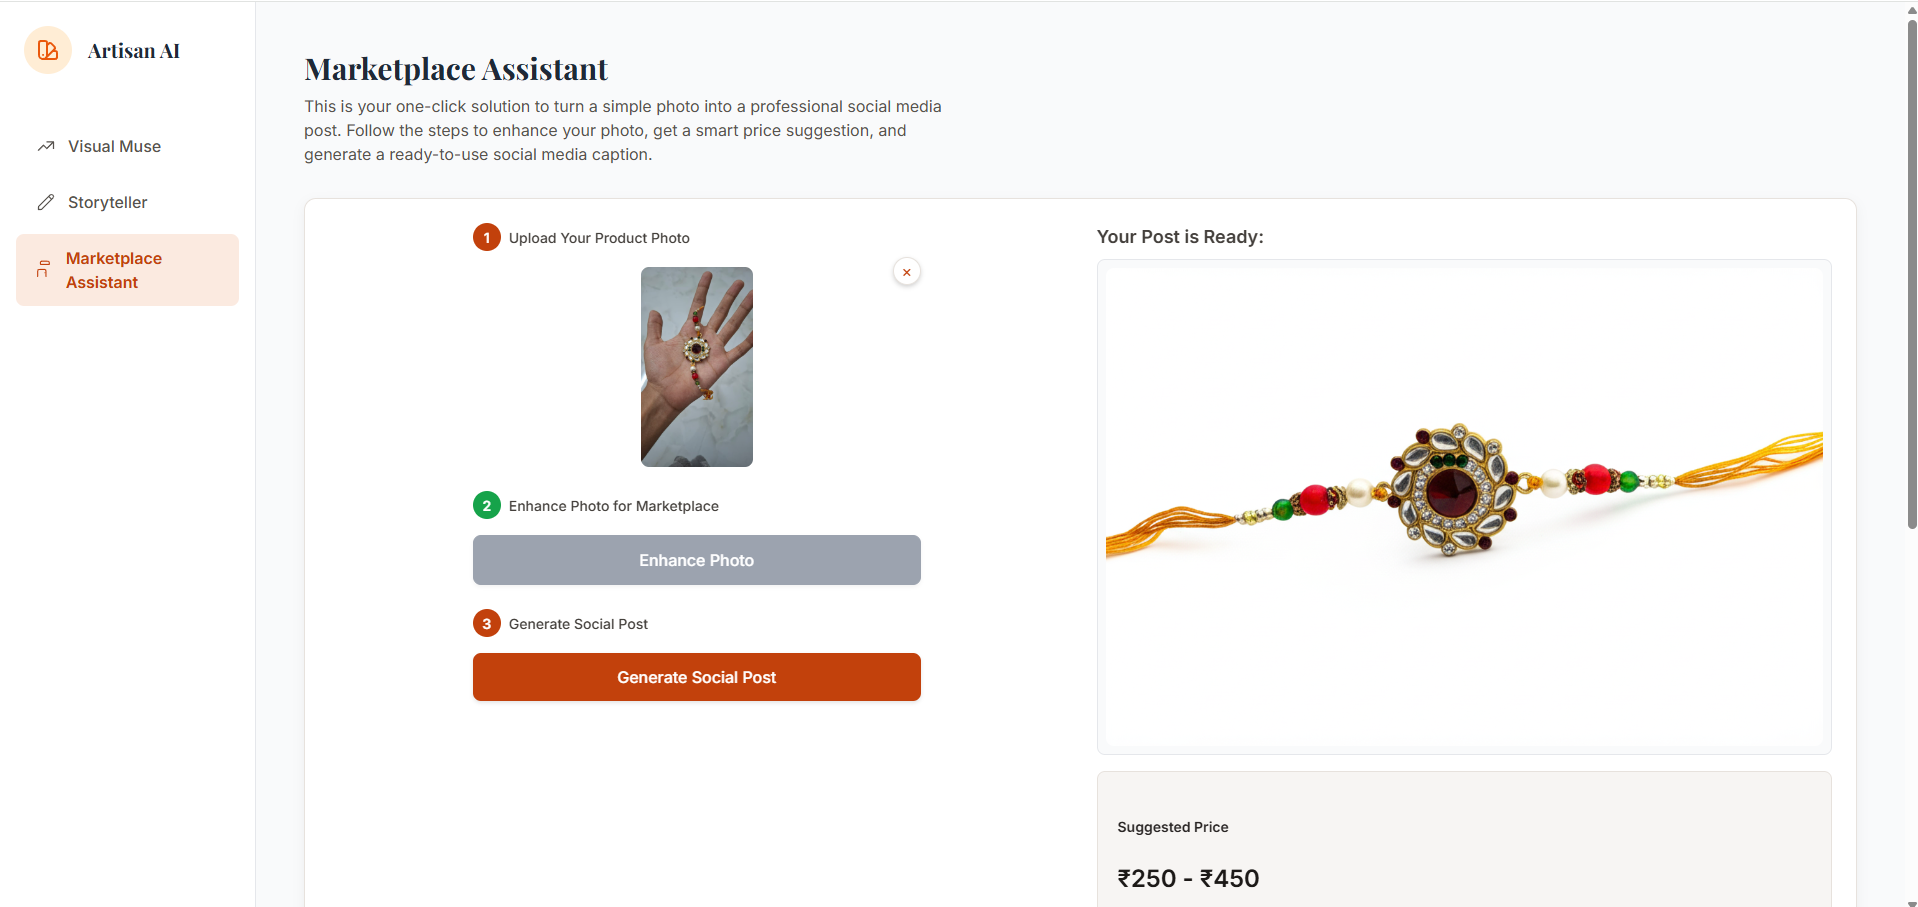 Artisan AI
Visual Muse
Storyteller
Marketplace
Assistant
Marketplace Assistant
This is your one-click solution to turn a simple photo into a professional social media
post. Follow the steps to enhance your photo, get a smart price suggestion, and
generate a ready-to-use social media caption.
1 Upload Your Product Photo
2 Enhance Photo for Marketplace
Enhance Photo
3 Generate Social Post
Generate Social Post
Your Post is Ready:
Suggested Price
₹250 - ₹450